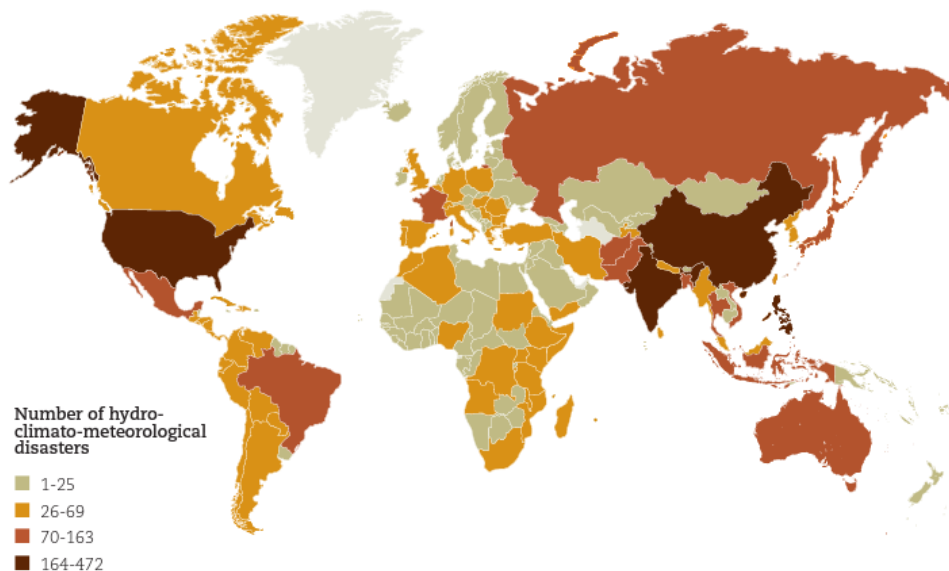 Number of hydro-
climato-meteorological
disasters
1-25
26-69
70-163
164-472